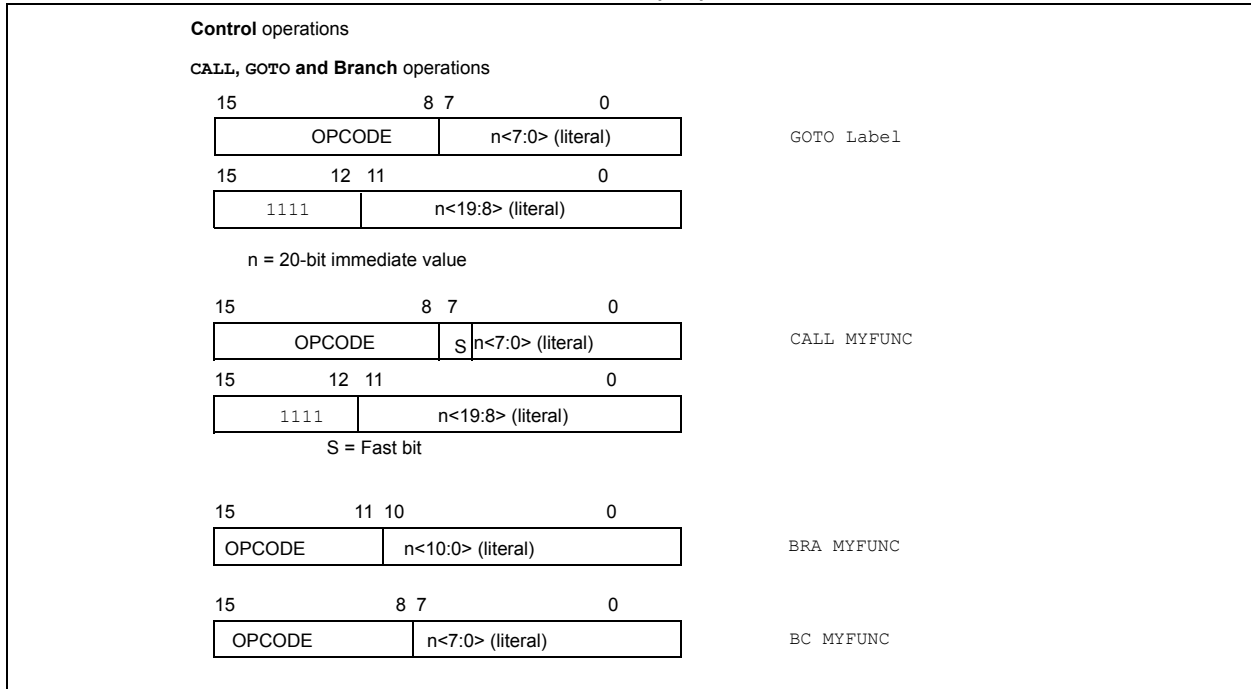 Control operations
CALL, GOTO and Branch operations
15 8 7 0
OPCODE n<7:0> (literal) GOTO Label
15 12 11 0
1111 n<19:8> (literal)
n = 20-bit immediate value
15 8 7 0
OPCODE S n<7:0> (literal) CALL MYFUNC
15 12 11 0
1111 n<19:8> (literal)
S = Fast bit
15 11 10 0
OPCODE n<10:0> (literal) BRA MYFUNC
15 8 7 0
OPCODE n<7:0> (literal) BC MYFUNC